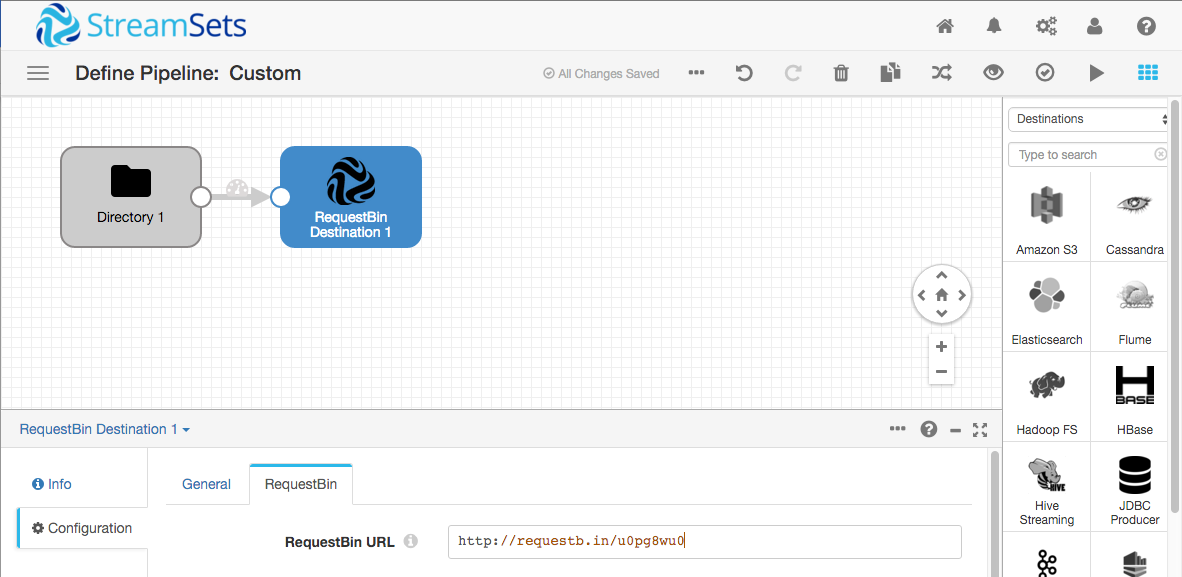 StreamSets
Define Pipeline: Custom
All Changes Saved
Directory 1
RequestBin
Destination 1
Destinations
Type to search
Amazon S3
Cassandra
Elasticsearch
Flume
Hadoop FS
H
BASE
HBase
HIVE
Hive
Streaming
JDBC
Producer
RequestBin Destination 1
Info
Configuration
General
RequestBin
RequestBin URL
http://requestb.in/u0pg8wu0